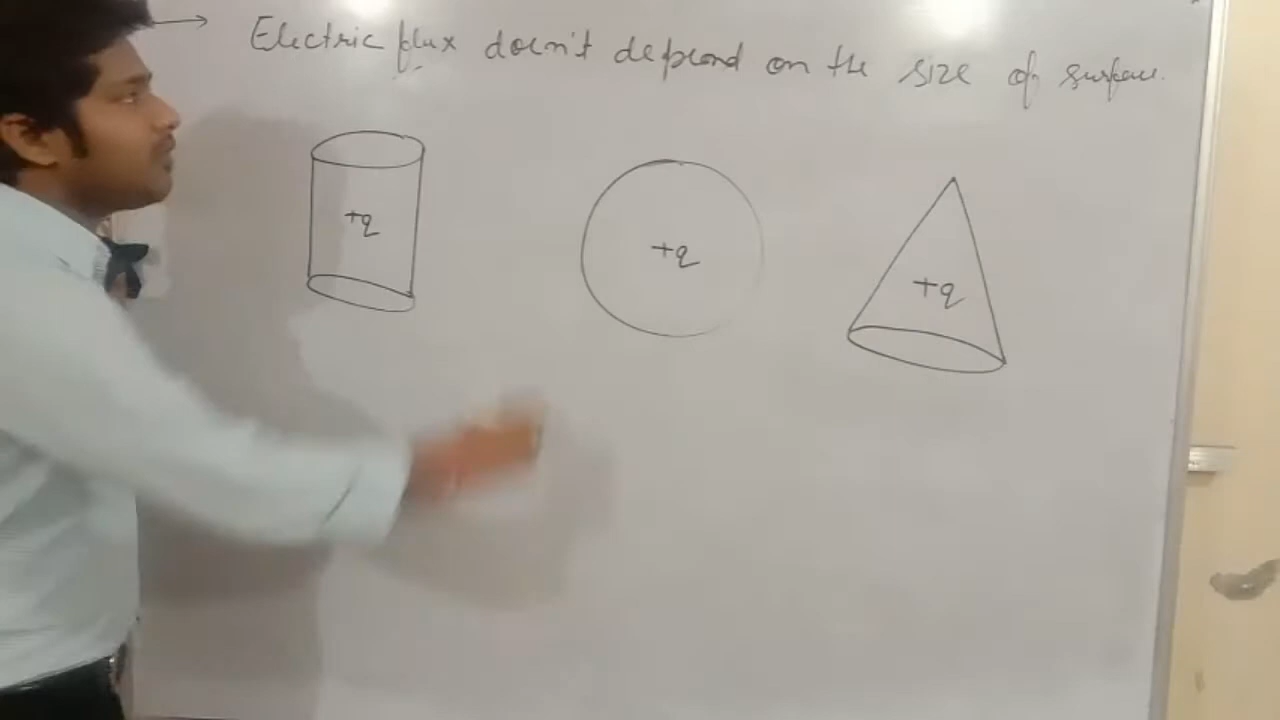 → Electric flux doesn't depend on the size of surface.
+q
+q
+q